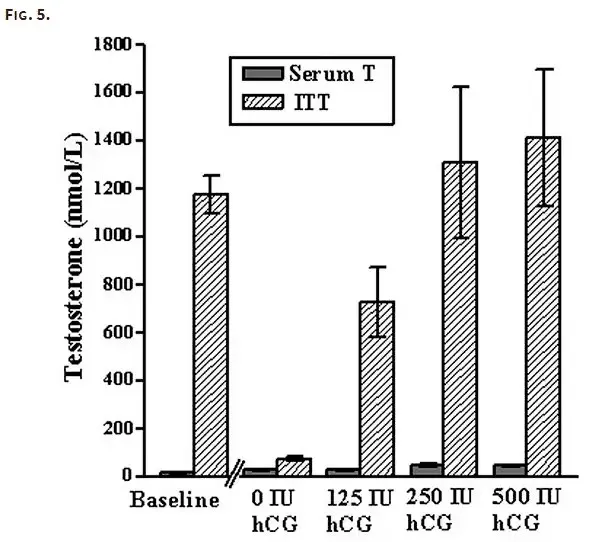 FIG. 5.
1800
1600
1400
1200
1000
800
600
400
200
0
Testosterone (nmol/L)
Serum T
ITT
Baseline
0 IU
hCG
125 IU
hCG
250 IU
hCG
500 IU
hCG